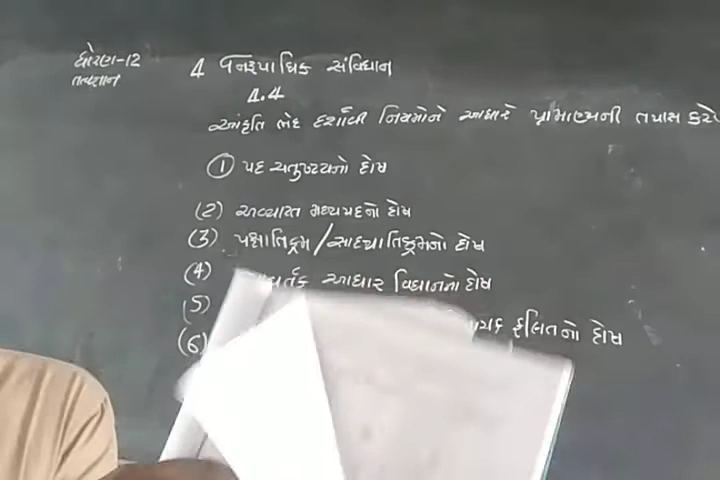 ધોરણ-12
તત્વજ્ઞાન
4 નિરૂપાધિક સંવિધાન
4.4
આકૃતિ ભેદ દર્શાવી નિયમોને આધારે પ્રામાણ્યની તપાસ કરો
(1) પદ ચતુષ્ટયનો દોષ
(2) અવ્યાપ્ત મધ્યપદનો દોષ
(3) પક્ષાતિક્રમ/સાધ્યાતિક્રમનો દોષ
(4) આધાર વિધાનનો દોષ
(5)
(6) ફલિતનો દોષ